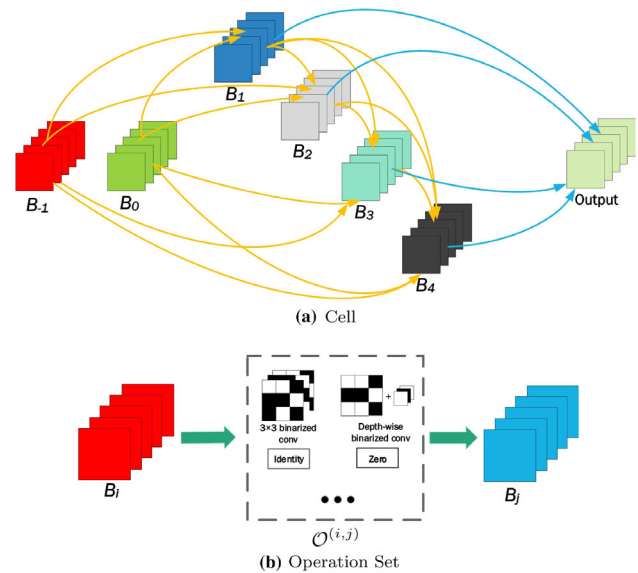 B₁
B₂
B₋₁
B₀
B₃
Output
B₄
(a) Cell
+
3×3 binarized
conv
Depth-wise
binarized conv
Identity
Zero
•••
Bᵢ
Bⱼ
𝒪^(i,j)
(b) Operation Set